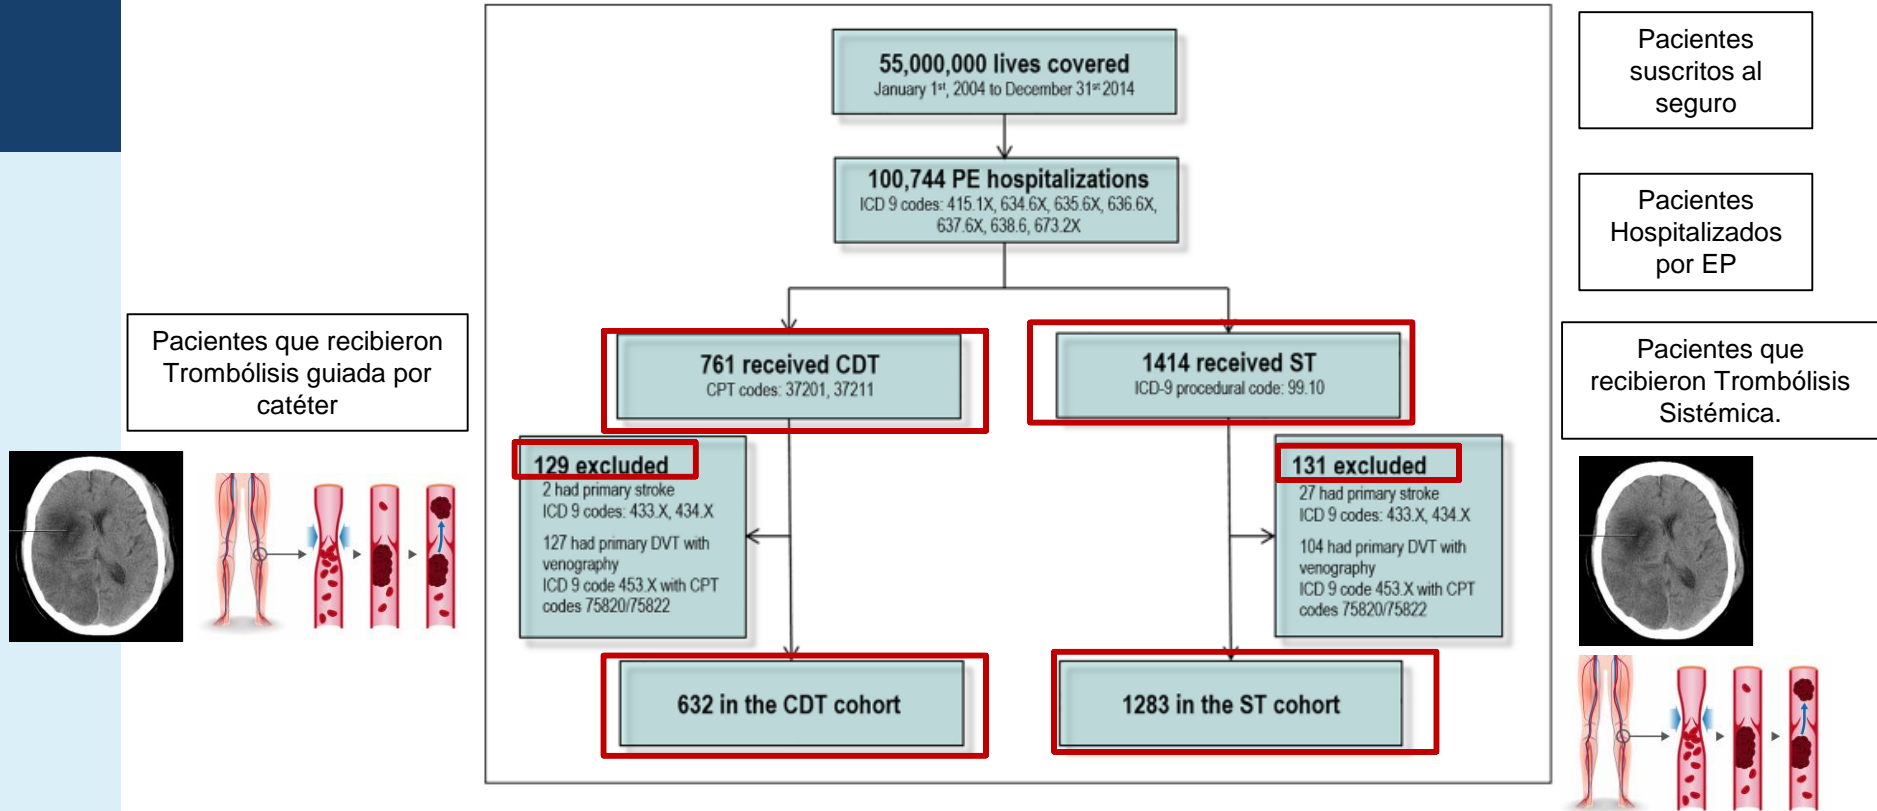 55,000,000 lives covered
January 1st, 2004 to December 31st 2014
Pacientes
suscritos al
seguro
100,744 PE hospitalizations
ICD 9 codes: 415.1X, 634.6X, 635.6X, 636.6X,
637.6X, 638.6, 673.2X
Pacientes
Hospitalizados
por EP
Pacientes que recibieron
Trombólisis guiada por
catéter
761 received CDT
CPT codes: 37201, 37211
1414 received ST
ICD-9 procedural code: 99.10
Pacientes que
recibieron Trombólisis
Sistémica.
129 excluded
2 had primary stroke
ICD 9 codes: 433.X, 434.X
127 had primary DVT with
venography
ICD 9 code 453.X with CPT
codes 75820/75822
131 excluded
27 had primary stroke
ICD 9 codes: 433.X, 434.X
104 had primary DVT with
venography
ICD 9 code 453.X with CPT
codes 75820/75822
632 in the CDT cohort
1283 in the ST cohort